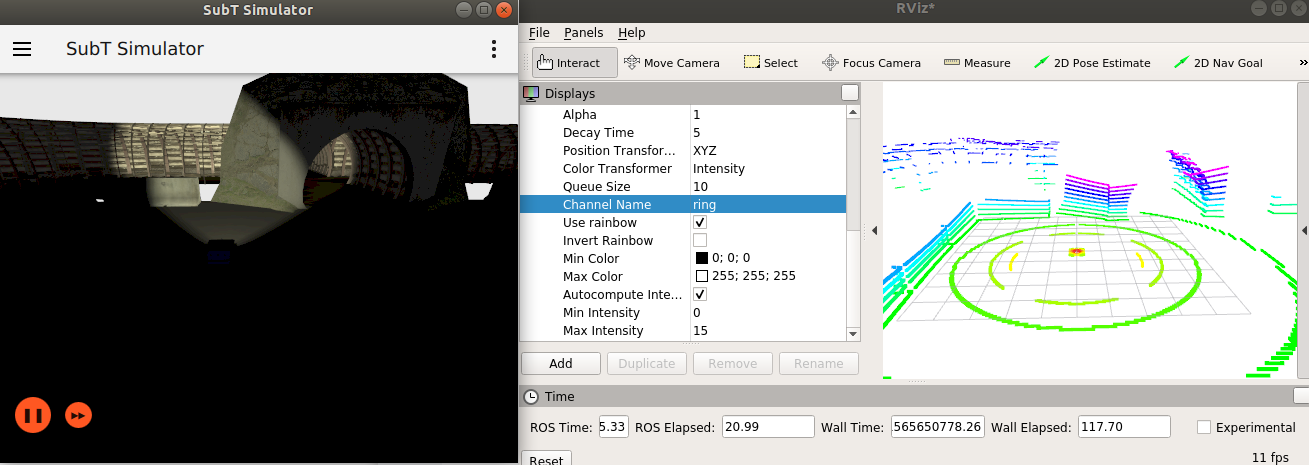 SubT Simulator
SubT Simulator
RViz*
File Panels Help
Interact Move Camera Select Focus Camera Measure 2D Pose Estimate 2D Nav Goal »
Displays
Alpha 1
Decay Time 5
Position Transfor... XYZ
Color Transformer Intensity
Queue Size 10
Channel Name ring
Use rainbow
Invert Rainbow
Min Color 0; 0; 0
Max Color 255; 255; 255
Autocompute Inte...
Min Intensity 0
Max Intensity 15
Add Duplicate Remove Rename
Time
ROS Time: 5.33 ROS Elapsed: 20.99 Wall Time: 565650778.26 Wall Elapsed: 117.70 Experimental
Reset 11 fps